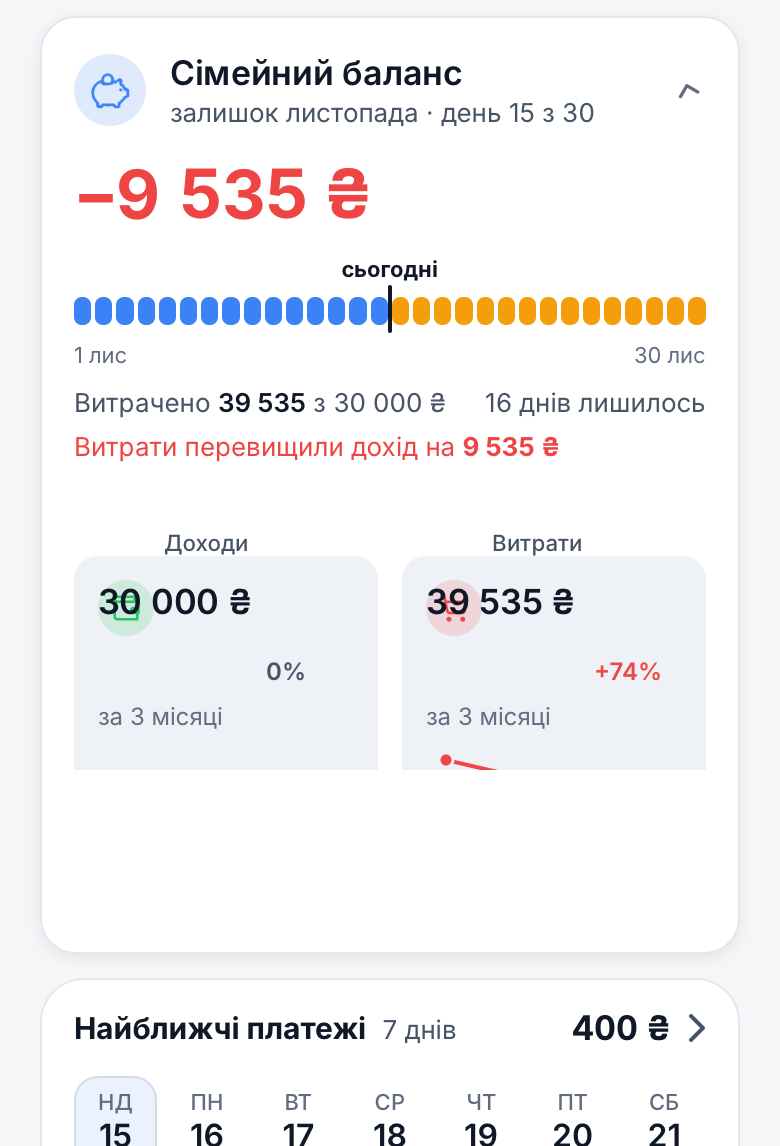 Сімейний баланс
залишок листопада · день 15 з 30
–9 535 ₴
сьогодні
1 лис 30 лис
Витрачено 39 535 з 30 000 ₴ 16 днів лишилось
Витрати перевищили дохід на 9 535 ₴
Доходи Витрати
30 000 ₴ 39 535 ₴
0% +74%
за 3 місяці за 3 місяці
Найближчі платежі 7 днів 400 ₴
НД ПН ВТ СР ЧТ ПТ СБ
15 16 17 18 19 20 21